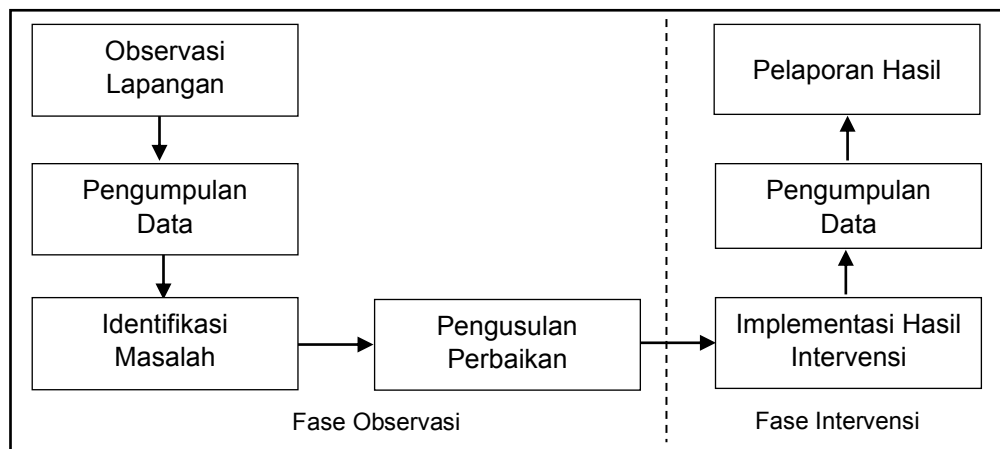 Observasi
Lapangan
Pengumpulan
Data
Identifikasi
Masalah
Pengusulan
Perbaikan
Fase Observasi
Pelaporan Hasil
Pengumpulan
Data
Implementasi Hasil
Intervensi
Fase Intervensi